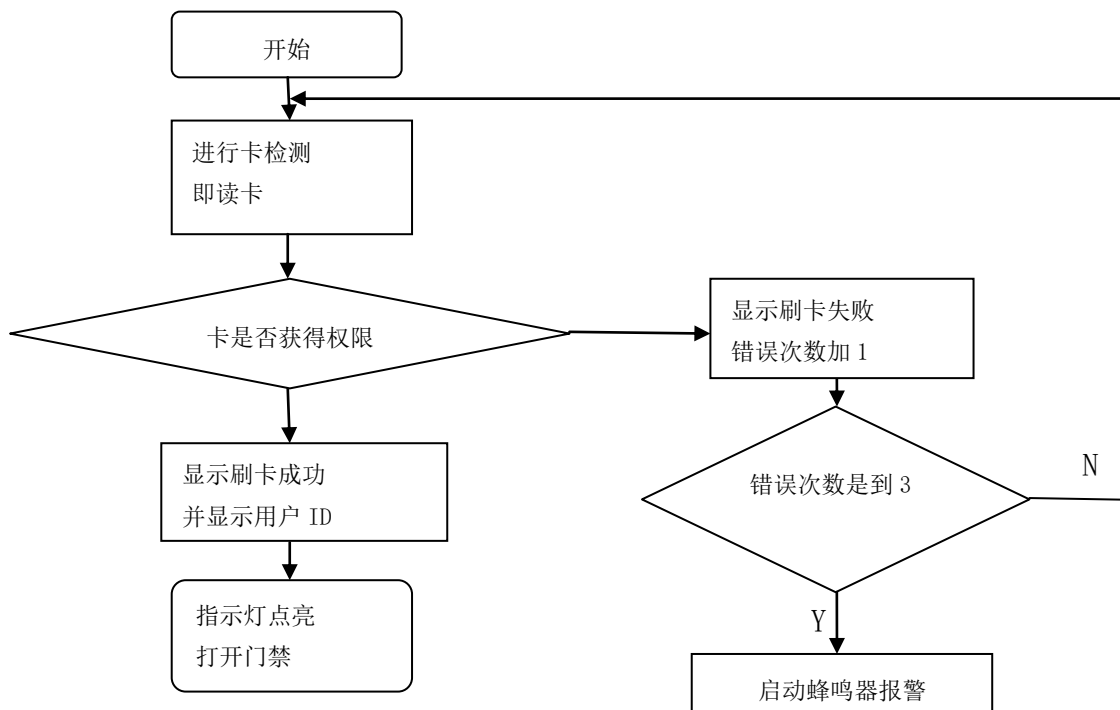 开始
进行卡检测
即读卡
卡是否获得权限
显示刷卡失败
错误次数加 1
显示刷卡成功
并显示用户 ID
错误次数是到 3
N
指示灯点亮
打开门禁
Y
启动蜂鸣器报警